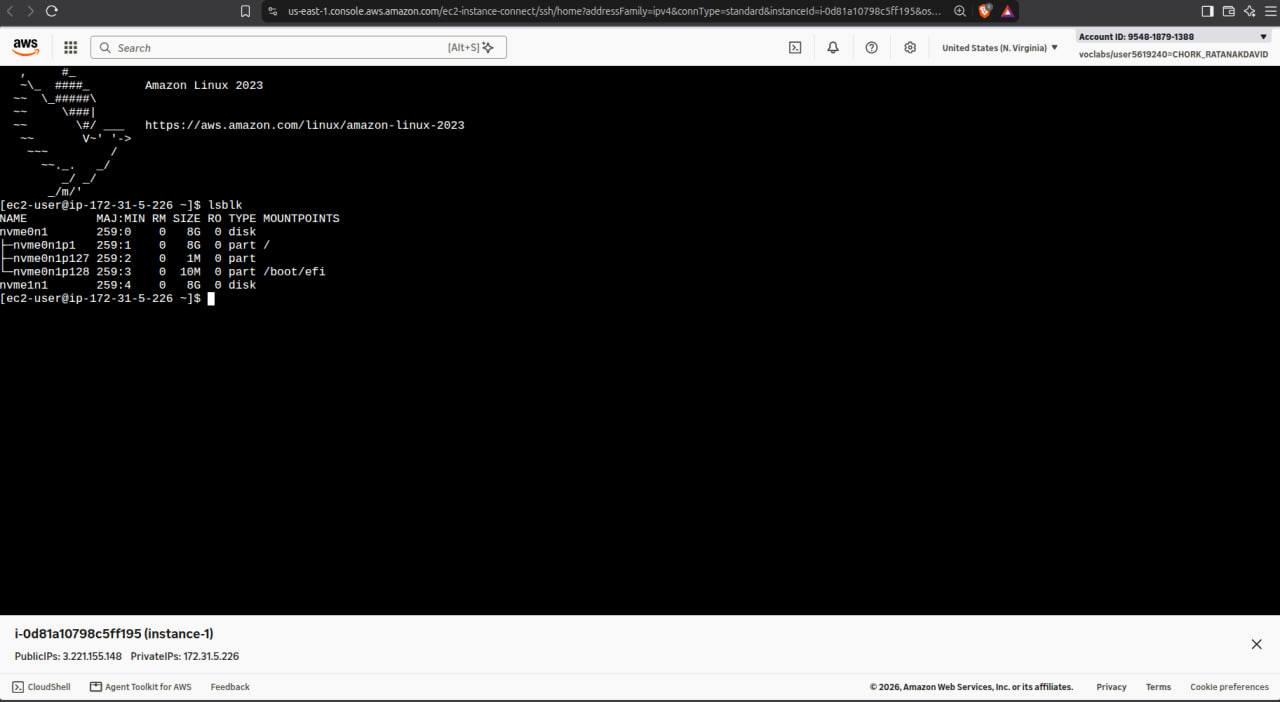 us-east-1.console.aws.amazon.com/ec2-instance-connect/ssh/home?addressFamily=ipv4&connType=standard&instanceId=i-0d81a10798c5ff195&os...
aws
Search [Alt+S]
United States (N. Virginia)
Account ID: 9548-1879-1388
voclabs/user5619240=CHORK_RATANAKDAVID
   ,     #_
   ~\_  ####_        Amazon Linux 2023
  ~~  \_#####\
  ~~     \###|
  ~~       \#/ ___   https://aws.amazon.com/linux/amazon-linux-2023
   ~~       V~' '->
    ~~~         /
      ~~._.   _/
         _/ _/
       _/m/'
[ec2-user@ip-172-31-5-226 ~]$ lsblk
NAME          MAJ:MIN RM SIZE RO TYPE MOUNTPOINTS
nvme0n1       259:0    0   8G  0 disk
├─nvme0n1p1   259:1    0   8G  0 part /
├─nvme0n1p127 259:2    0   1M  0 part
└─nvme0n1p128 259:3    0  10M  0 part /boot/efi
nvme1n1       259:4    0   8G  0 disk
[ec2-user@ip-172-31-5-226 ~]$
i-0d81a10798c5ff195 (instance-1)
PublicIPs: 3.221.155.148 PrivateIPs: 172.31.5.226
CloudShell Agent Toolkit for AWS Feedback © 2026, Amazon Web Services, Inc. or its affiliates. Privacy Terms Cookie preferences